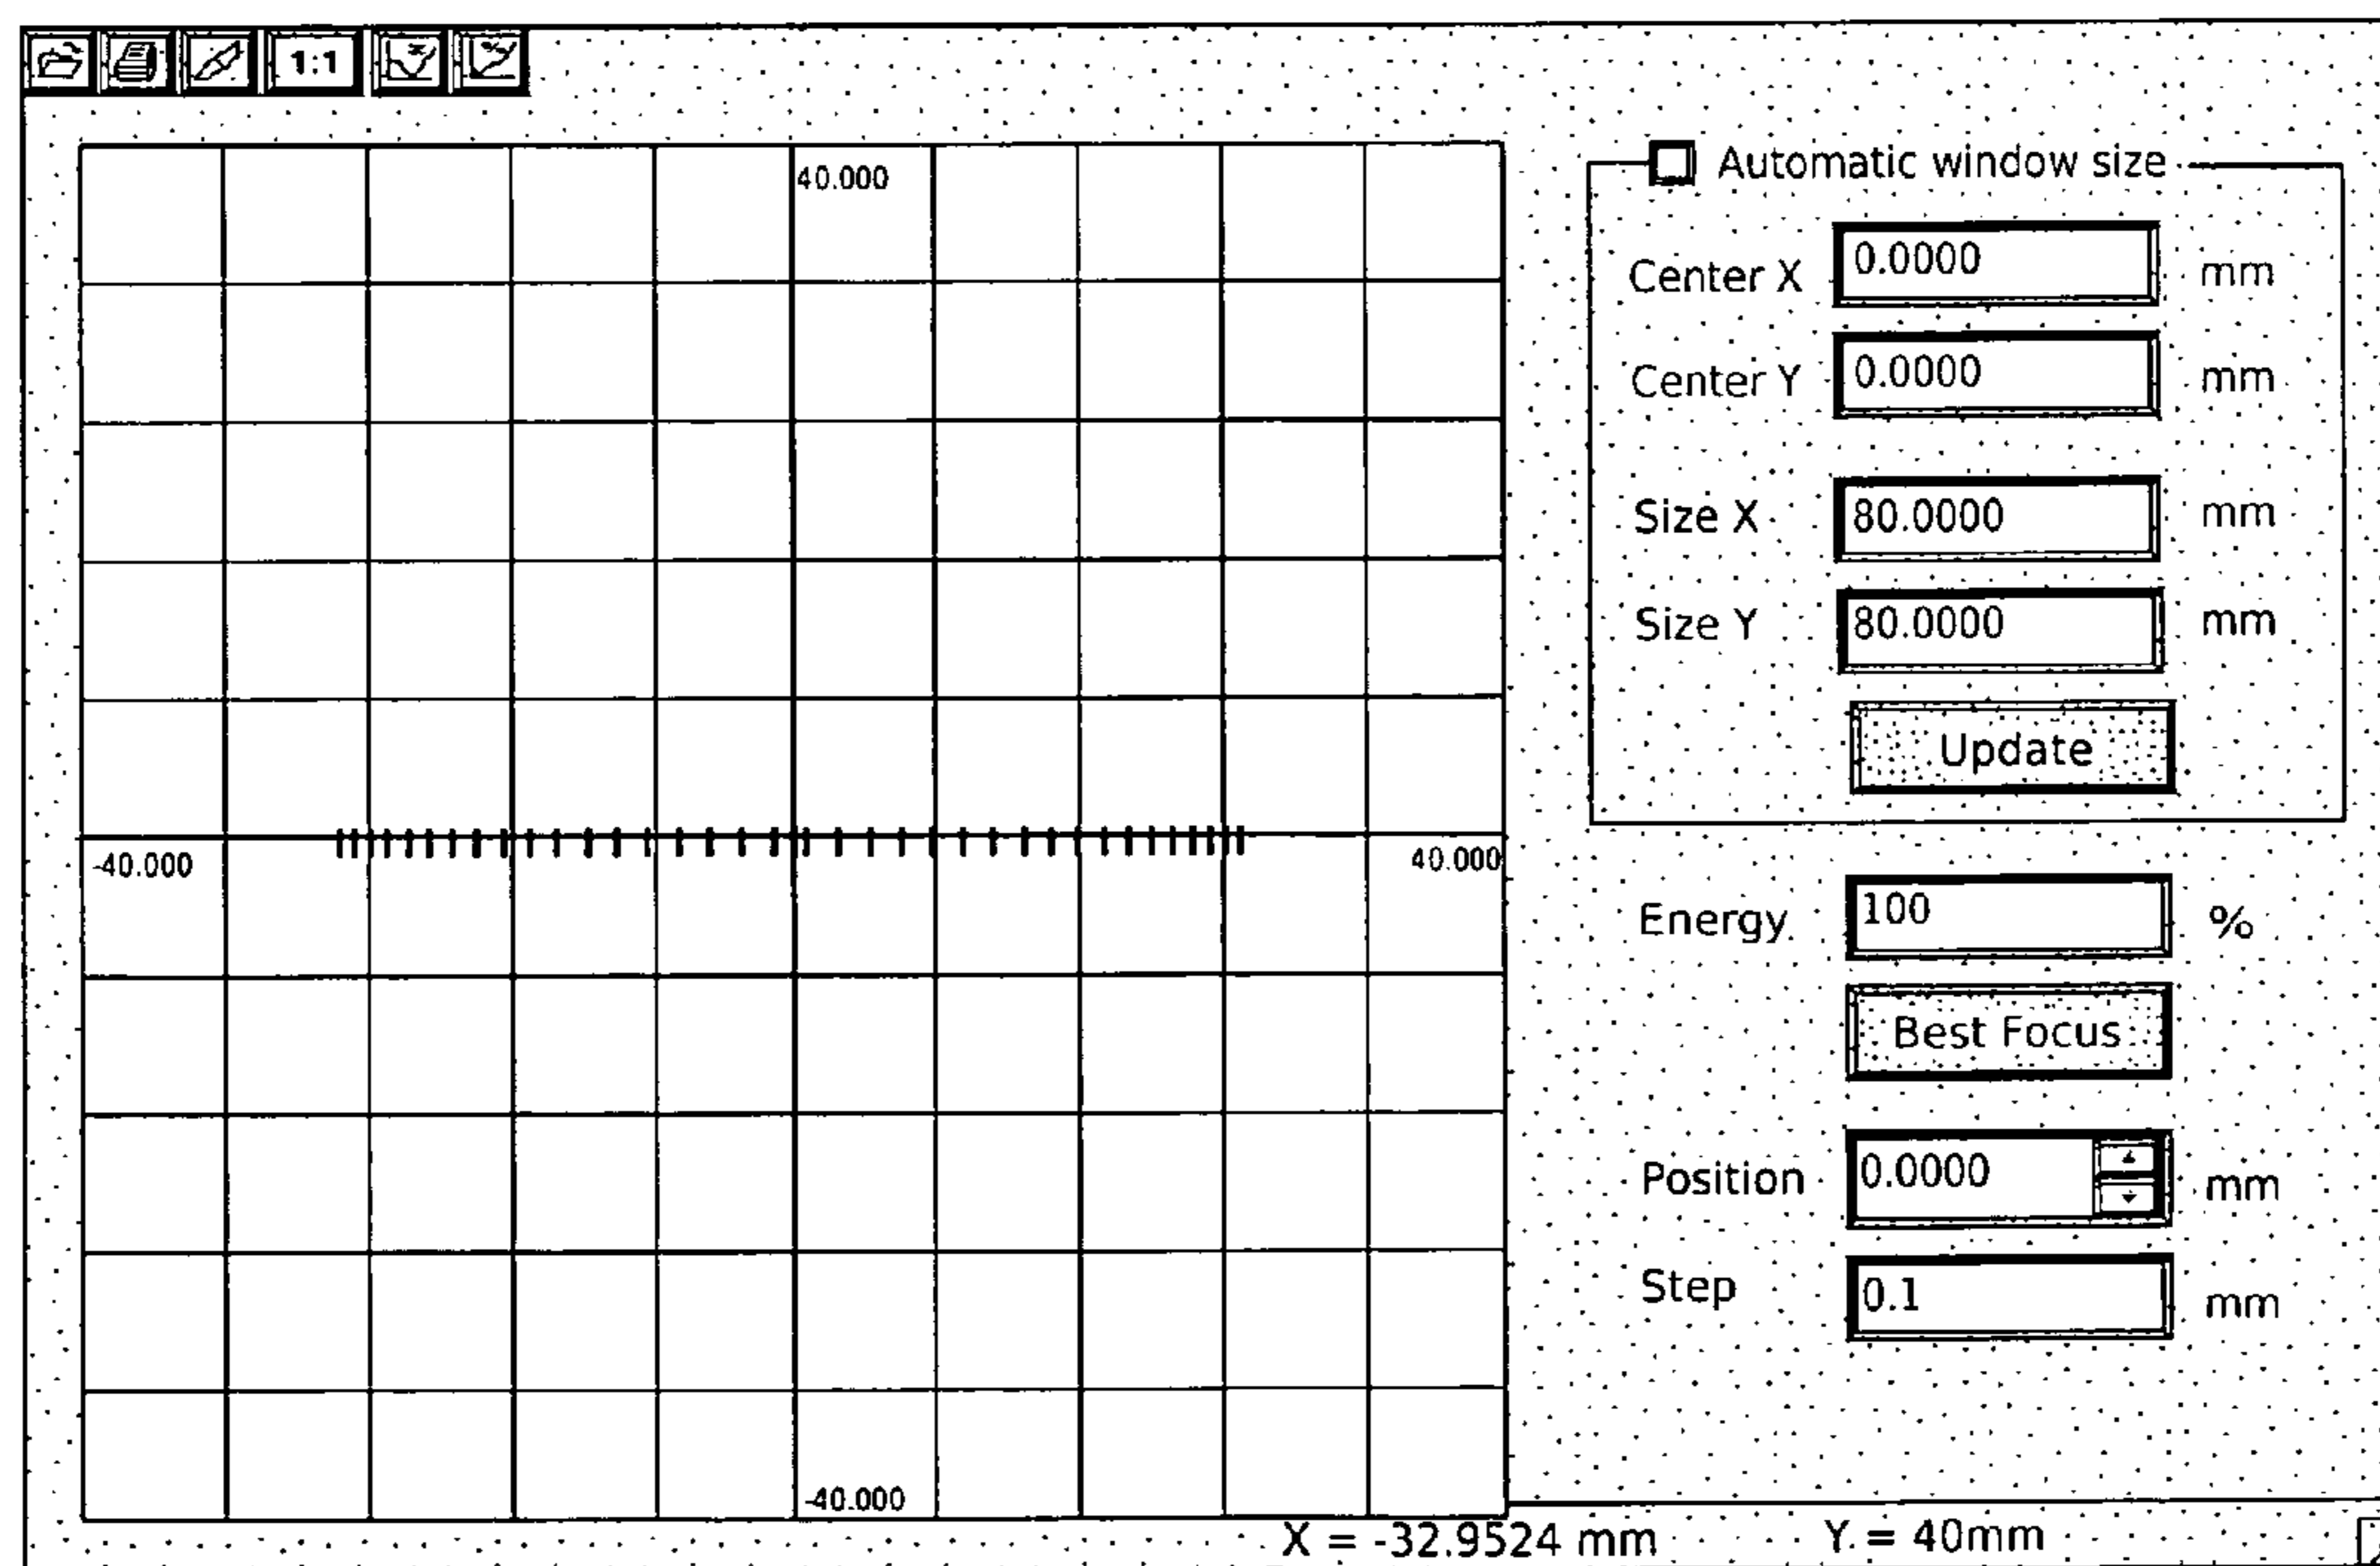 1:1
40.000
-40.000
40.000
-40.000
Automatic window size
Center X 0.0000 mm
Center Y 0.0000 mm
Size X 80.0000 mm
Size Y 80.0000 mm
Update
Energy 100 %
Best Focus
Position 0.0000 mm
Step 0.1 mm
X = -32.9524 mm Y = 40mm